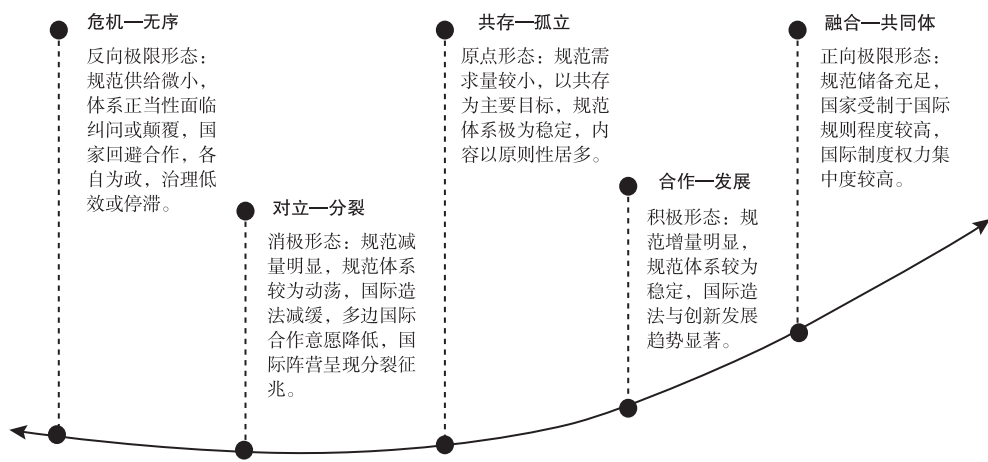 危机—无序
反向极限形态：
规范供给微小，
体系正当性面临
纠问或颠覆，国
家回避合作，各
自为政，治理低
效或停滞。
对立—分裂
消极形态：规范减
量明显，规范体系
较为动荡，国际造
法减缓，多边国际
合作意愿降低，国
际阵营呈现分裂征
兆。
共存—孤立
原点形态：规范需
求量较小，以共存
为主要目标，规范
体系极为稳定，内
容以原则性居多。
合作—发展
积极形态：规
范增量明显，
规范体系较为
稳定，国际造
法与创新发展
趋势显著。
融合—共同体
正向极限形态：
规范储备充足，
国家受制于国际
规则程度较高，
国际制度权力集
中度较高。